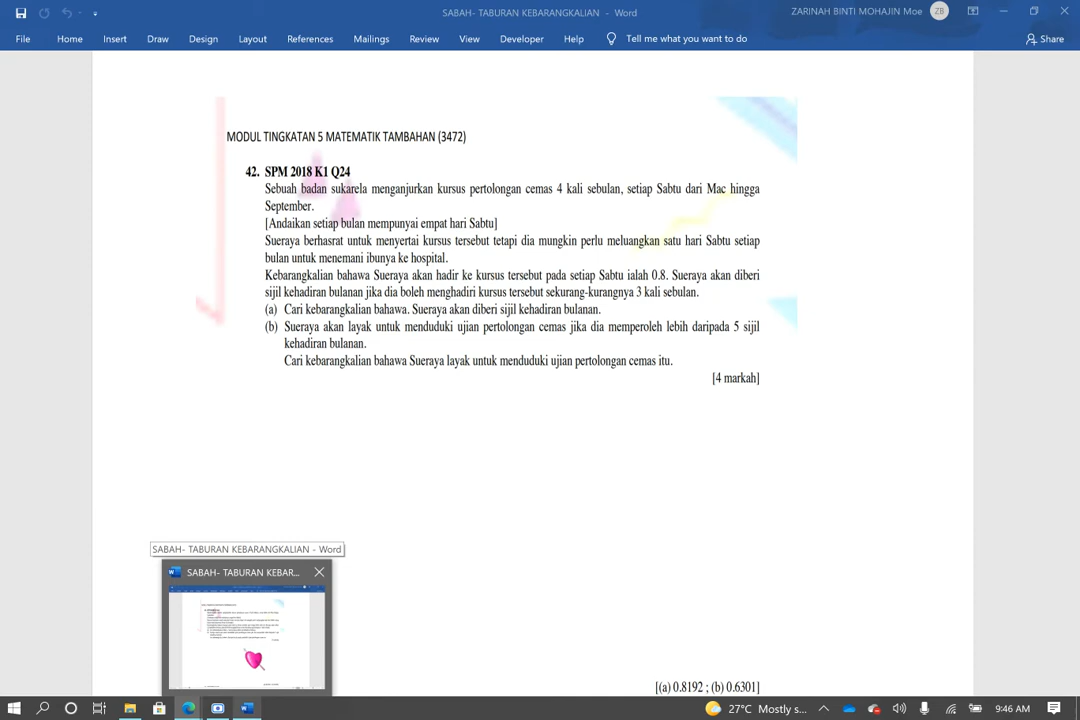 SABAH- TABURAN KEBARANGKALIAN - Word
ZARINAH BINTI MOHAJIN Moe
ZB
File Home Insert Draw Design Layout References Mailings Review View Developer Help Tell me what you want to do Share
MODUL TINGKATAN 5 MATEMATIK TAMBAHAN (3472)
42. SPM 2018 K1 Q24
Sebuah badan sukarela menganjurkan kursus pertolongan cemas 4 kali sebulan, setiap Sabtu dari Mac hingga
September.
[Andaikan setiap bulan mempunyai empat hari Sabtu]
Sueraya berhasrat untuk menyertai kursus tersebut tetapi dia mungkin perlu meluangkan satu hari Sabtu setiap
bulan untuk menemani ibunya ke hospital.
Kebarangkalian bahawa Sueraya akan hadir ke kursus tersebut pada setiap Sabtu ialah 0.8. Sueraya akan diberi
sijil kehadiran bulanan jika dia boleh menghadiri kursus tersebut sekurang-kurangnya 3 kali sebulan.
(a) Cari kebarangkalian bahawa. Sueraya akan diberi sijil kehadiran bulanan.
(b) Sueraya akan layak untuk menduduki ujian pertolongan cemas jika dia memperoleh lebih daripada 5 sijil
kehadiran bulanan.
Cari kebarangkalian bahawa Sueraya layak untuk menduduki ujian pertolongan cemas itu.
[4 markah]
SABAH- TABURAN KEBARANGKALIAN - Word
SABAH- TABURAN KEBAR...
[(a) 0.8192 ; (b) 0.6301]
27°C Mostly s... 9:46 AM